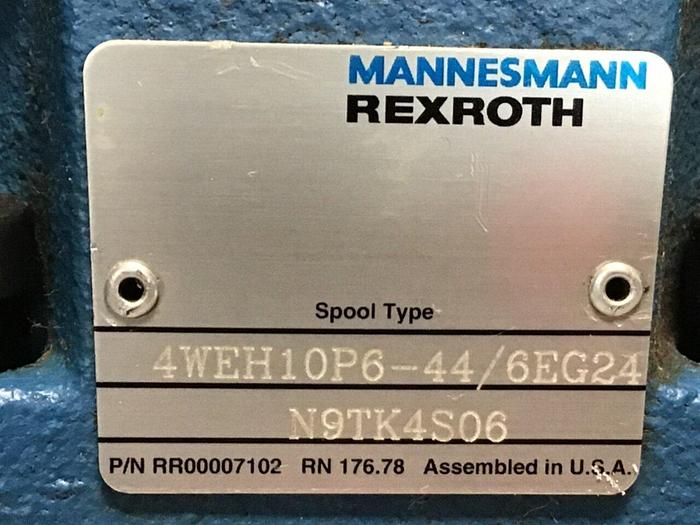 MANNESMANN
REXROTH
Spool Type
4WEH10P6-44/6EG24
N9TK4S06
P/N RR00007102 RN 176.78 Assembled in U.S.A.